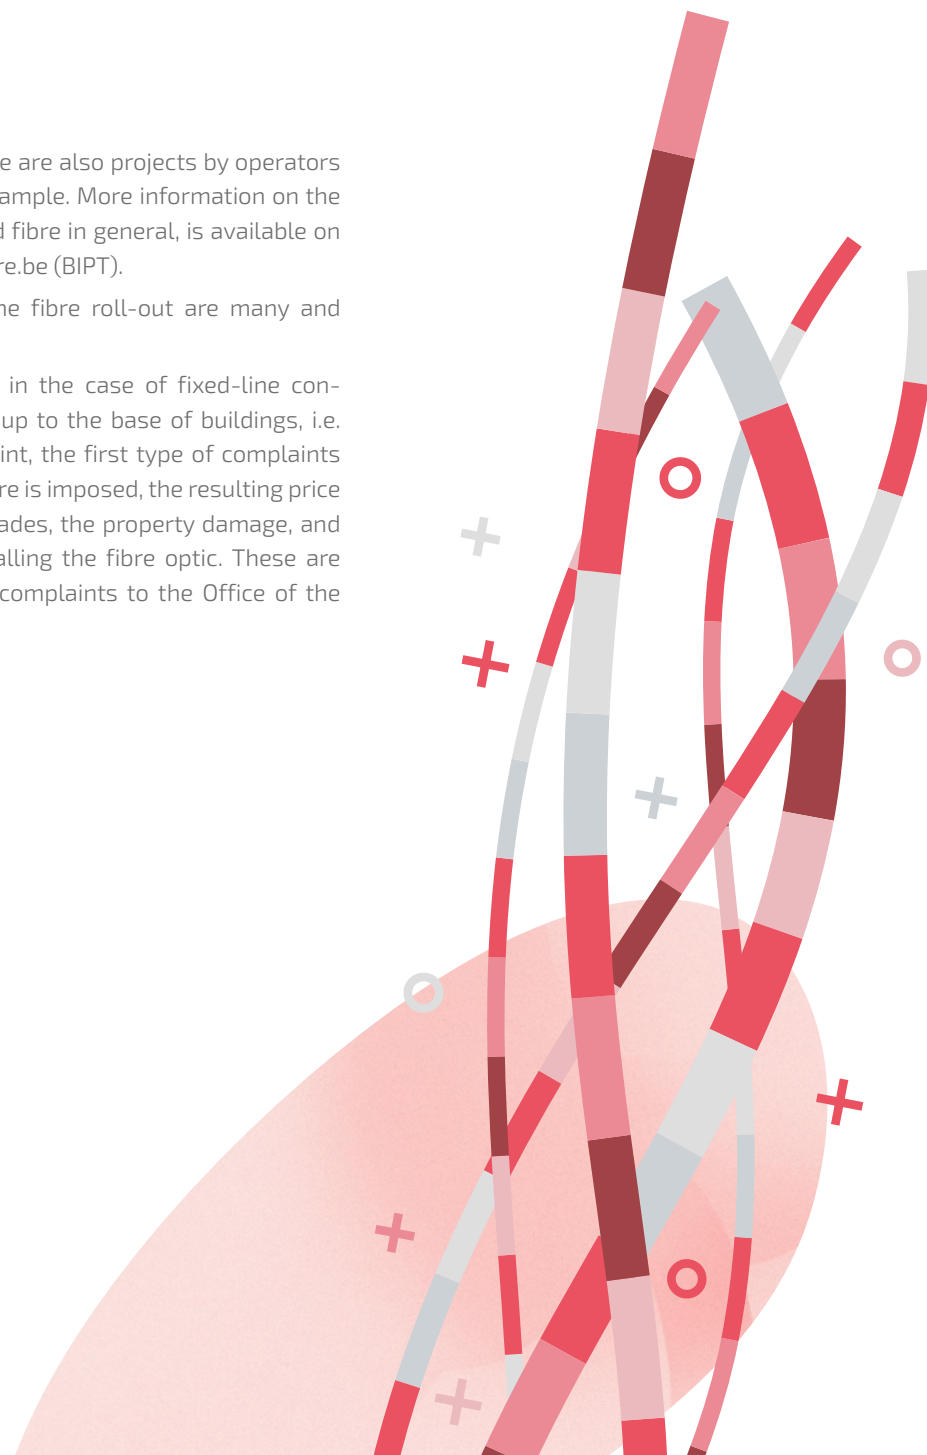 e are also projects by operators
ample. More information on the
d fibre in general, is available on
re.be (BIPT).
he fibre roll-out are many and
in the case of fixed-line con-
up to the base of buildings, i.e.
int, the first type of complaints
re is imposed, the resulting price
ades, the property damage, and
alling the fibre optic. These are
complaints to the Office of the